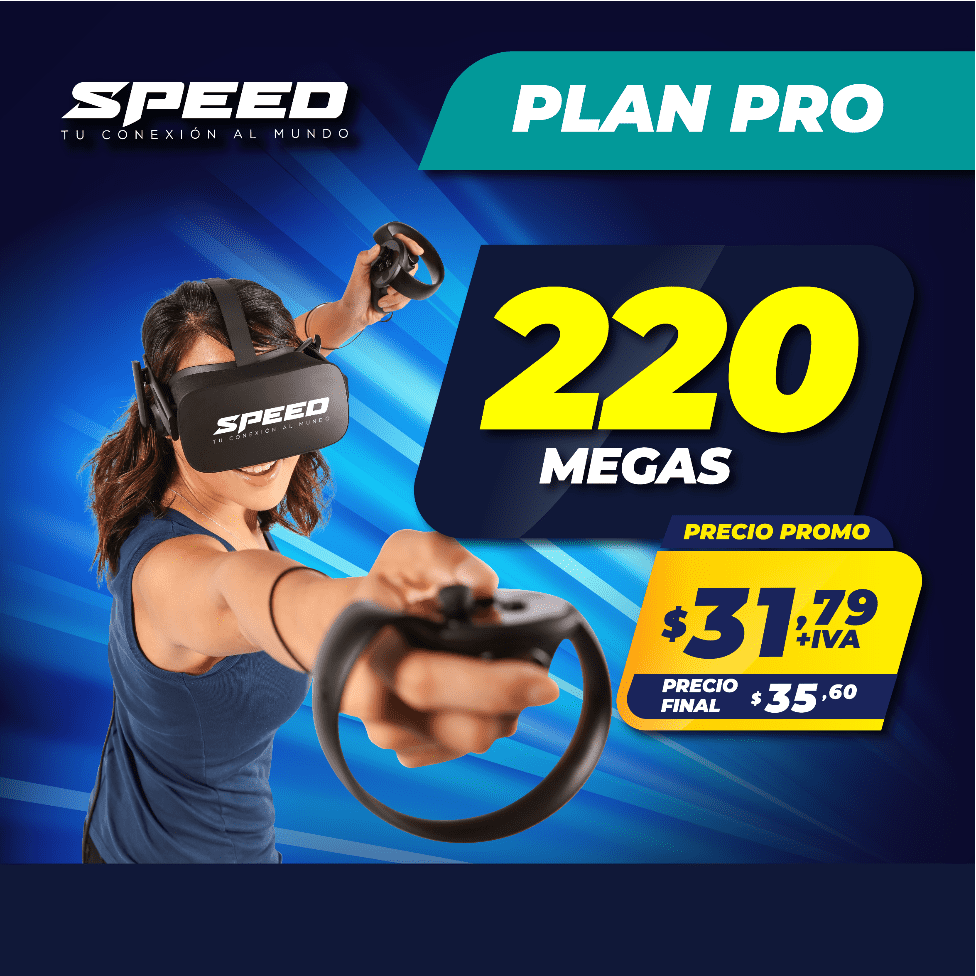 SPEED
TU CONEXIÓN AL MUNDO
PLAN PRO
220
MEGAS
SPEED
TU CONEXIÓN AL MUNDO
PRECIO PROMO
$31,79
+IVA
PRECIO
FINAL
$35,60